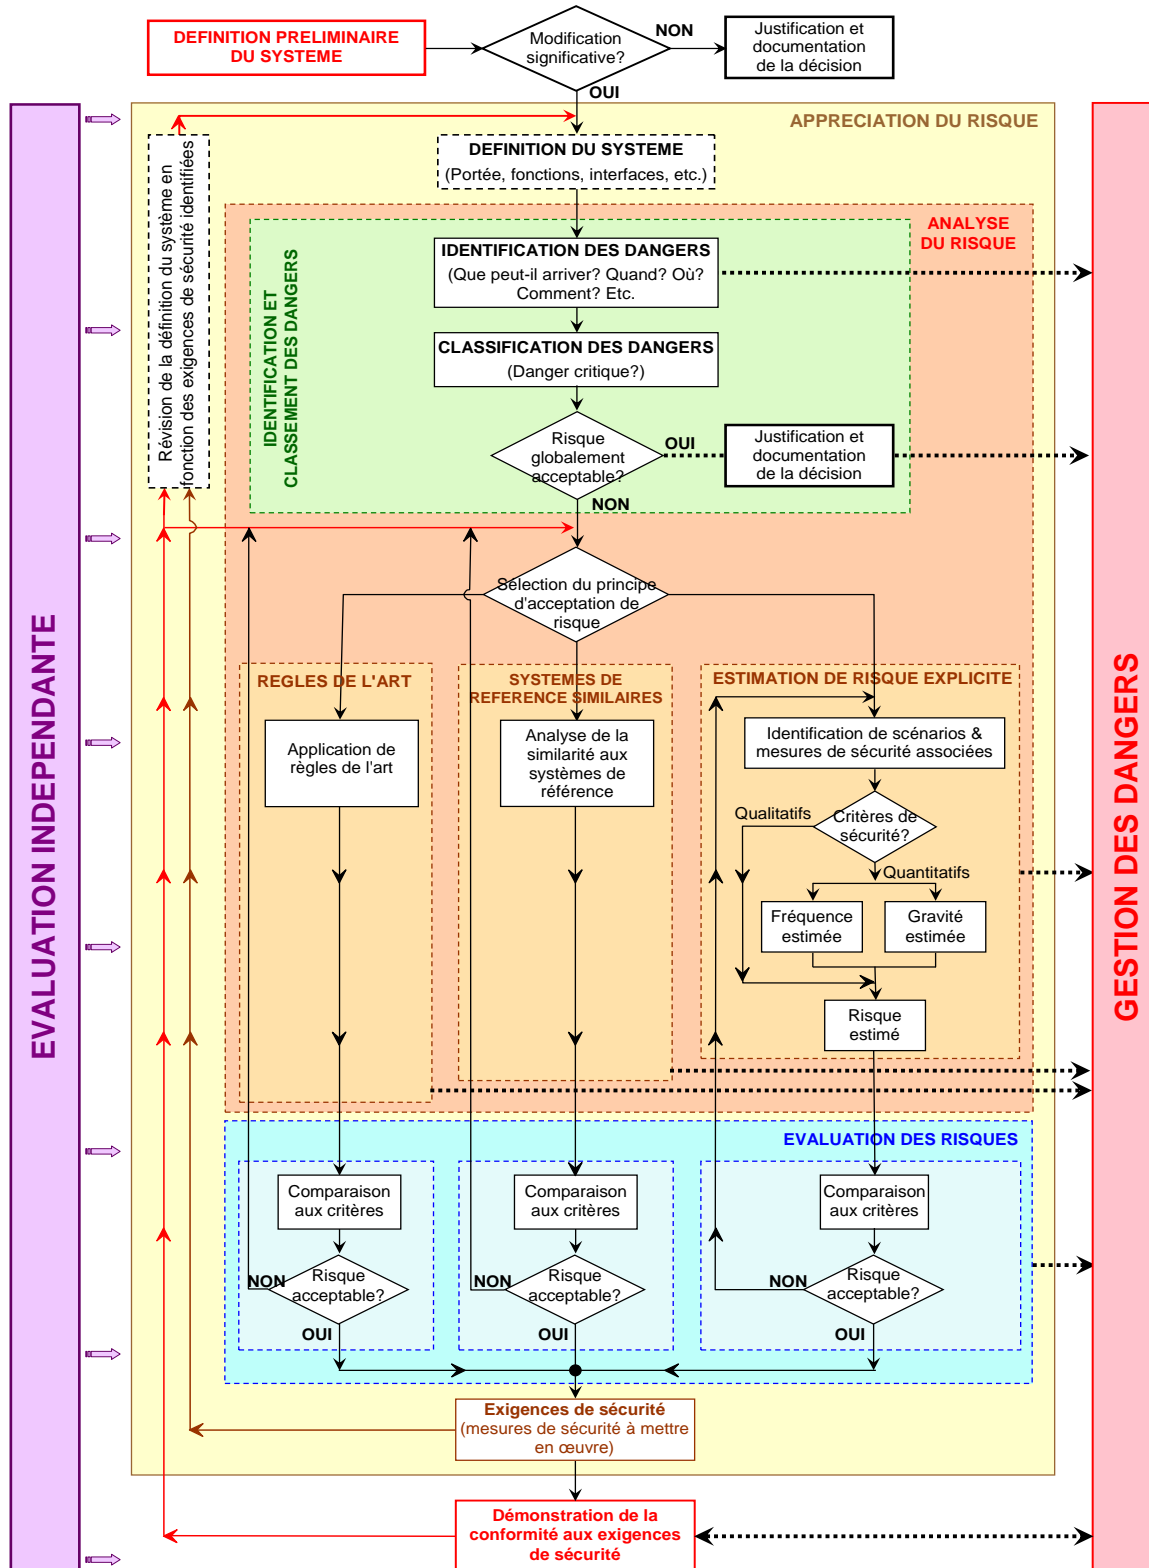 DEFINITION PRELIMINAIRE
DU SYSTEME
Modification
significative?
NON
Justification et
documentation
de la décision
OUI
APPRECIATION DU RISQUE
EVALUATION INDEPENDANTE
GESTION DES DANGERS
Révision de la définition du système en
fonction des exigences de sécurité identifiées
DEFINITION DU SYSTEME
(Portée, fonctions, interfaces, etc.)
ANALYSE
DU RISQUE
IDENTIFICATION ET
CLASSEMENT DES DANGERS
IDENTIFICATION DES DANGERS
(Que peut-il arriver? Quand? Où?
Comment? Etc.
CLASSIFICATION DES DANGERS
(Danger critique?)
Risque
globalement
acceptable?
OUI
Justification et
documentation
de la décision
NON
Sélection du principe
d'acceptation de
risque
REGLES DE L'ART
SYSTEMES DE
REFERENCE SIMILAIRES
ESTIMATION DE RISQUE EXPLICITE
Application de
règles de l'art
Analyse de la
similarité aux
systèmes de
référence
Identification de scénarios &
mesures de sécurité associées
Qualitatifs
Critères de
sécurité?
Quantitatifs
Fréquence
estimée
Gravité
estimée
Risque
estimé
EVALUATION DES RISQUES
Comparaison
aux critères
Comparaison
aux critères
Comparaison
aux critères
NON
Risque
acceptable?
NON
Risque
acceptable?
NON
Risque
acceptable?
OUI
OUI
OUI
Exigences de sécurité
(mesures de sécurité à mettre
en œuvre)
Démonstration de la
conformité aux exigences
de sécurité